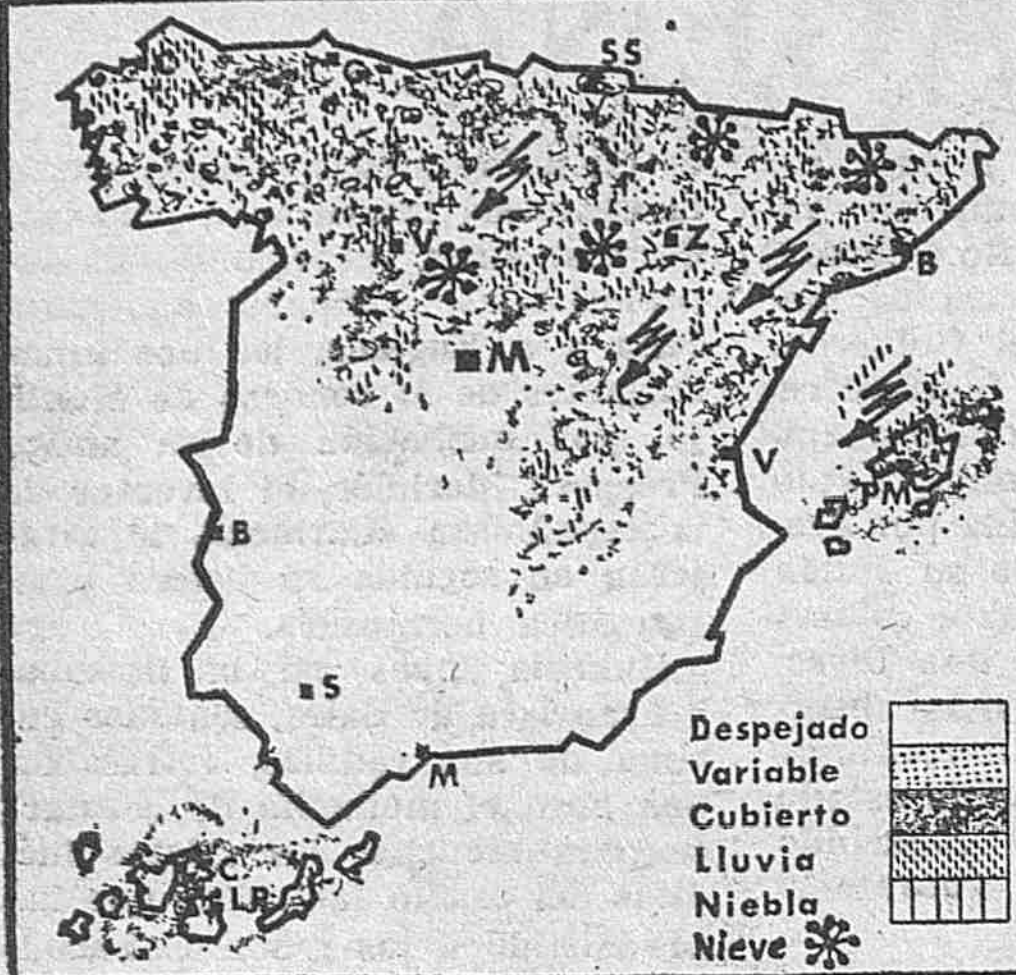 SS
V
Z
B
M
V
PM
B
S
M
C
LP
Despejado
Variable
Cubierto
Lluvia
Niebla
Nieve